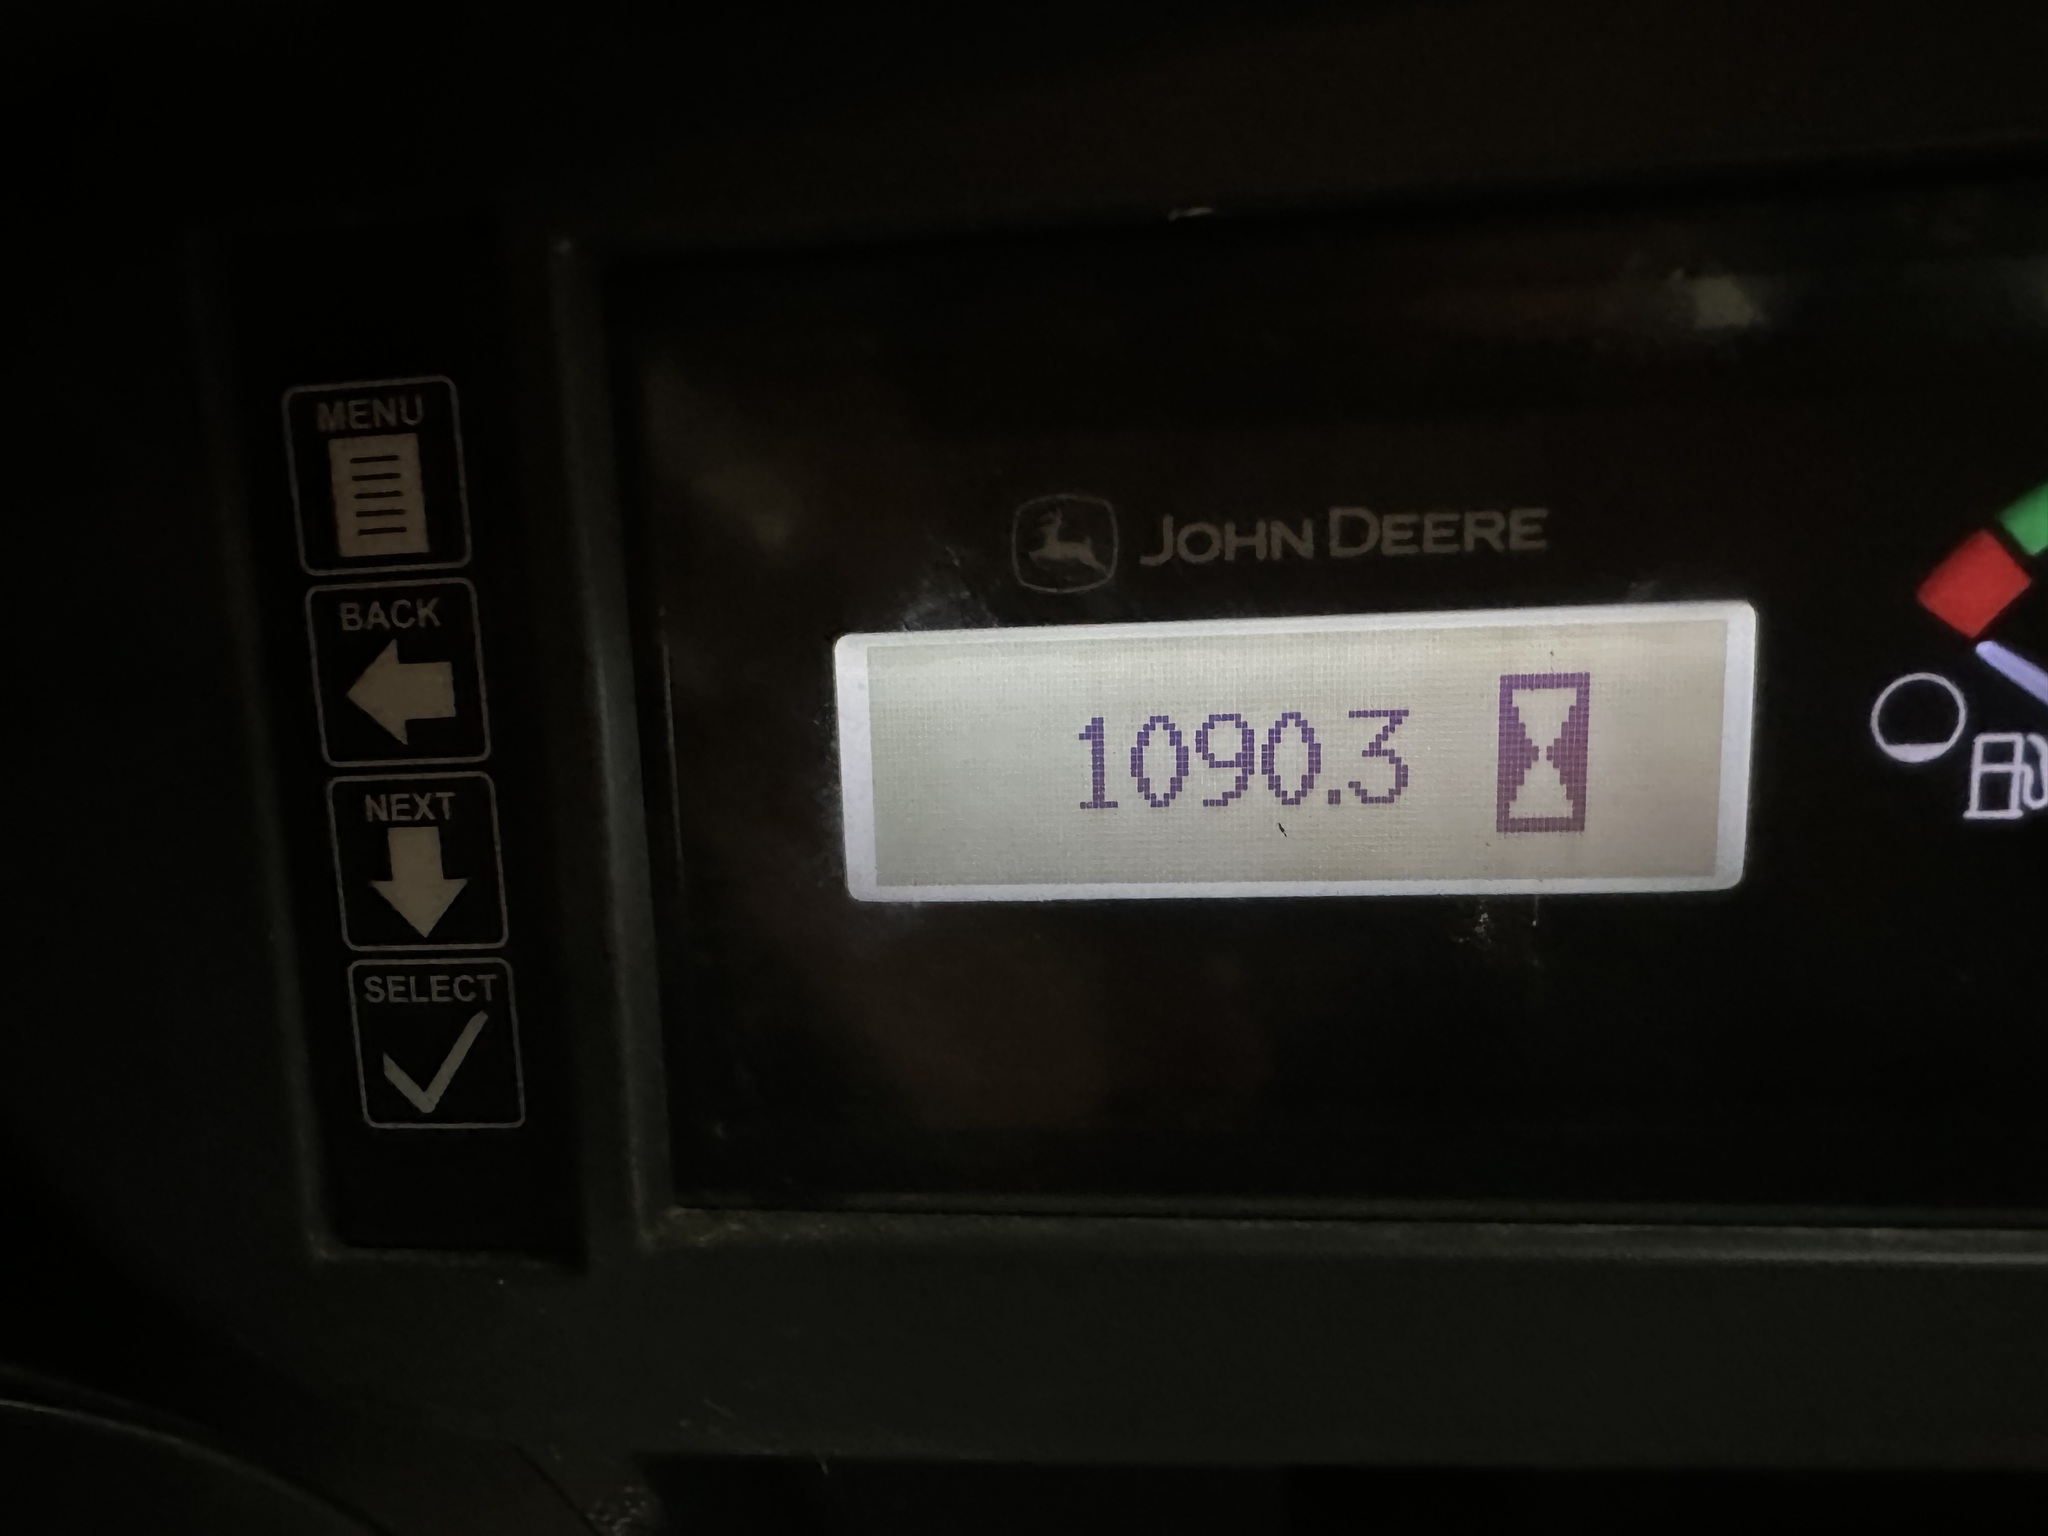 MENU
BACK
NEXT
SELECT
JOHN DEERE
1090.3